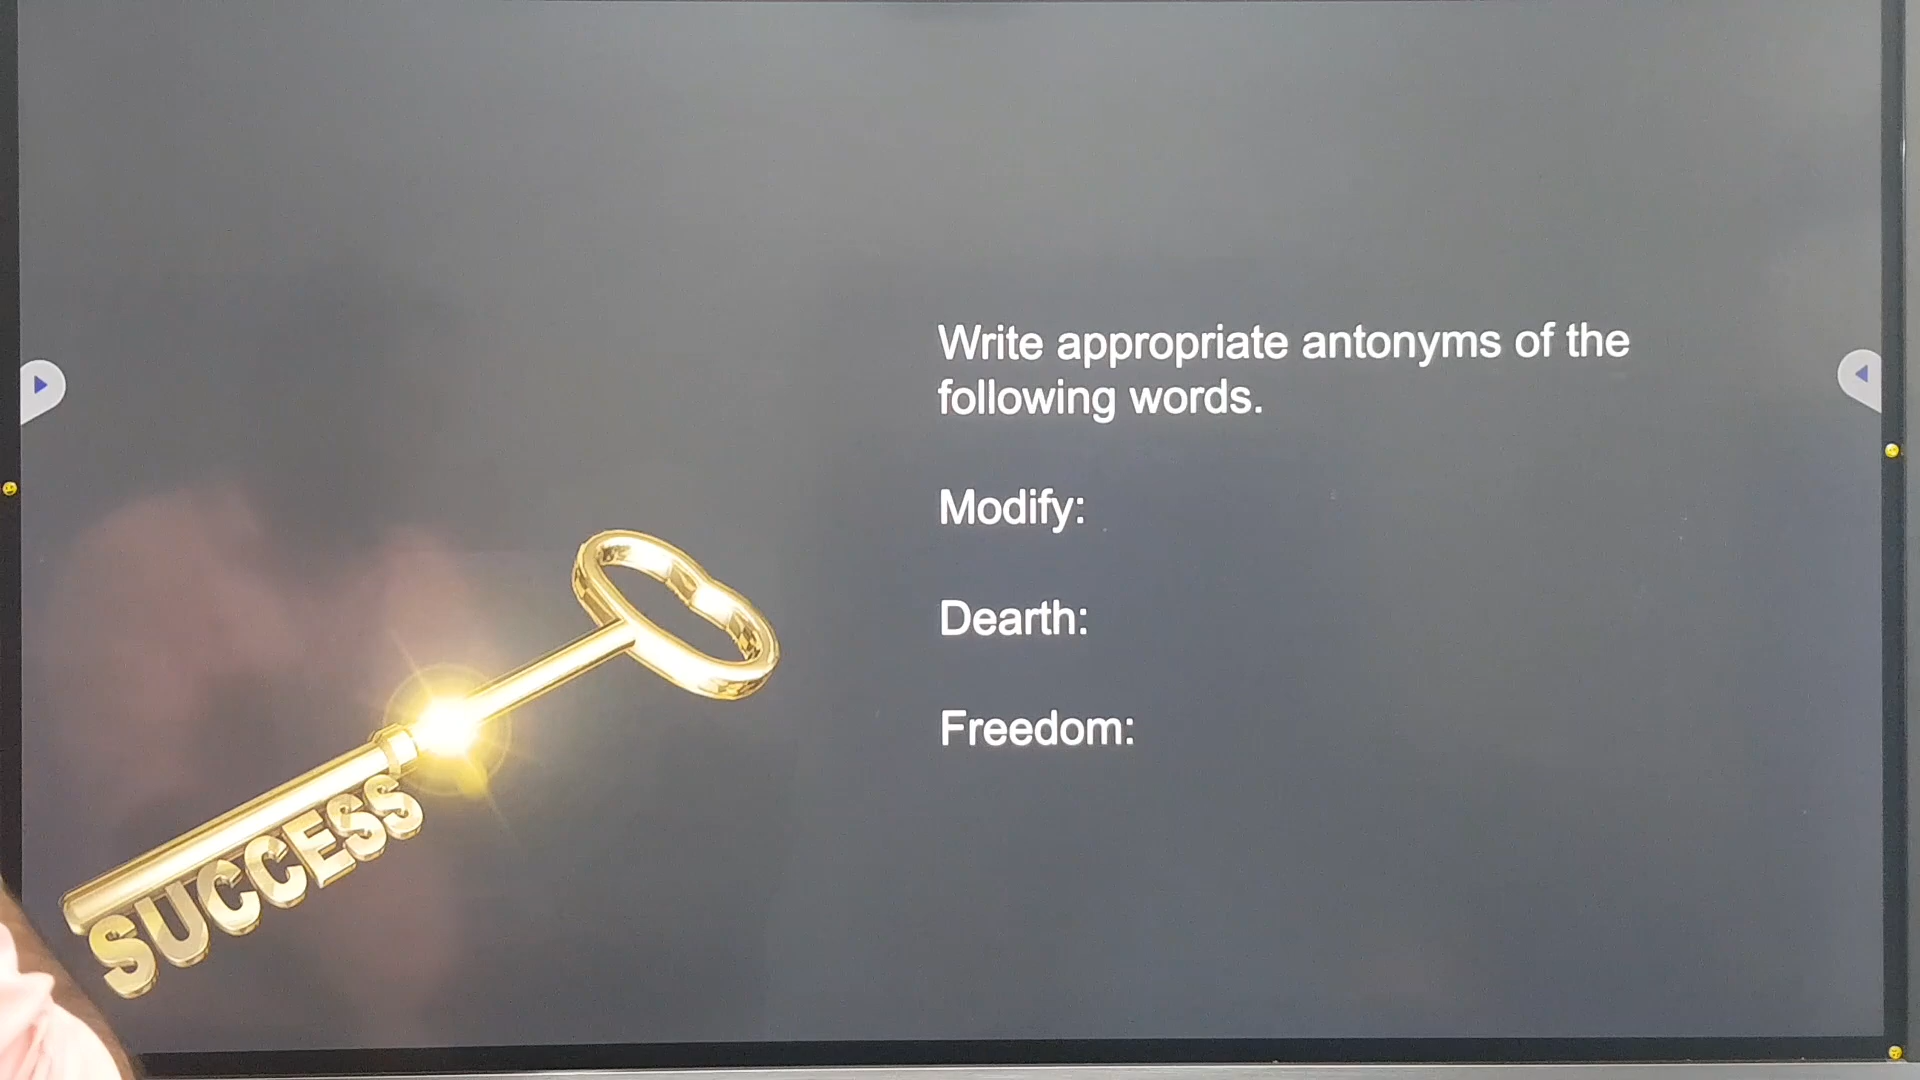 Write appropriate antonyms of the
following words.
Modify:
Dearth:
Freedom:
SUCCESS